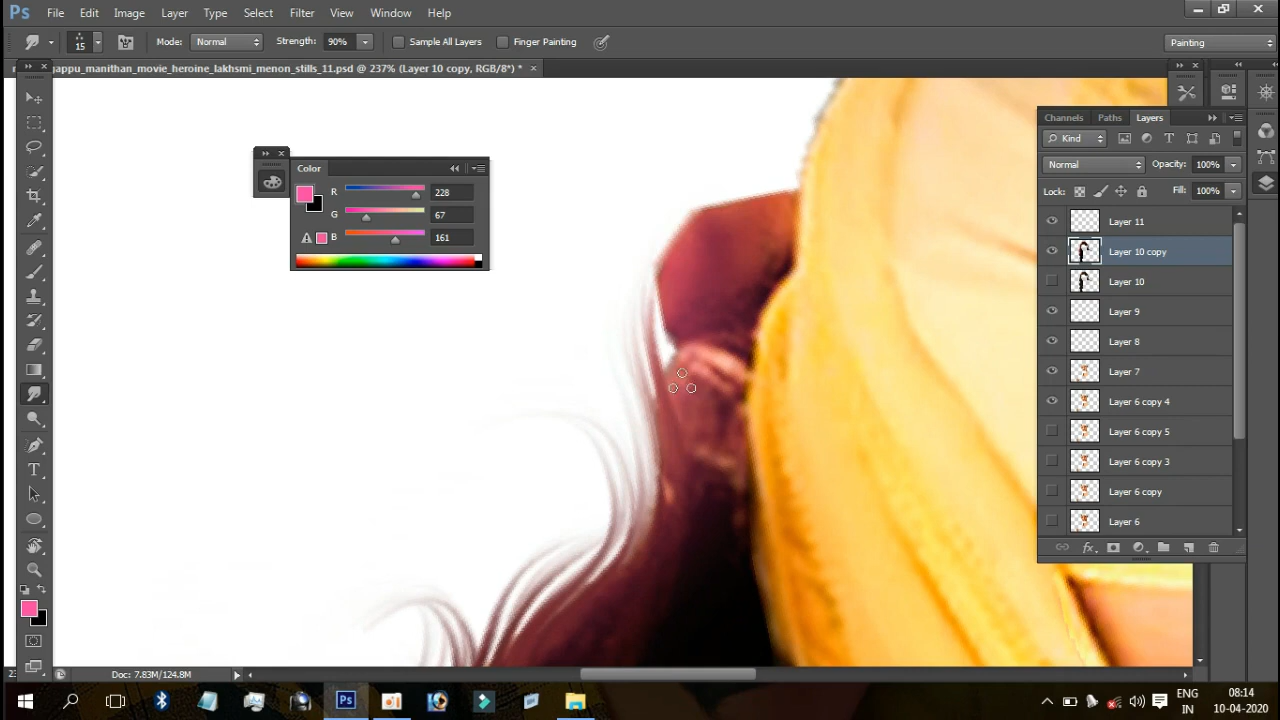 Ps File Edit Image Layer Type Select Filter View Window Help
15 Mode: Normal Strength: 90% Sample All Layers Finger Painting Painting
gappu_manithan_movie_heroine_lakhsmi_menon_stills_11.psd @ 237% (Layer 10 copy, RGB/8*) *
Color
R 228
G 67
B 161
Channels Paths Layers
Kind
Normal Opacity: 100%
Lock: Fill: 100%
Layer 11
Layer 10 copy
Layer 10
Layer 9
Layer 8
Layer 7
Layer 6 copy 4
Layer 6 copy 5
Layer 6 copy 3
Layer 6 copy
Layer 6
fx
Doc: 7.83M/124.8M
Ps
ENG
IN
08:14
10-04-2020